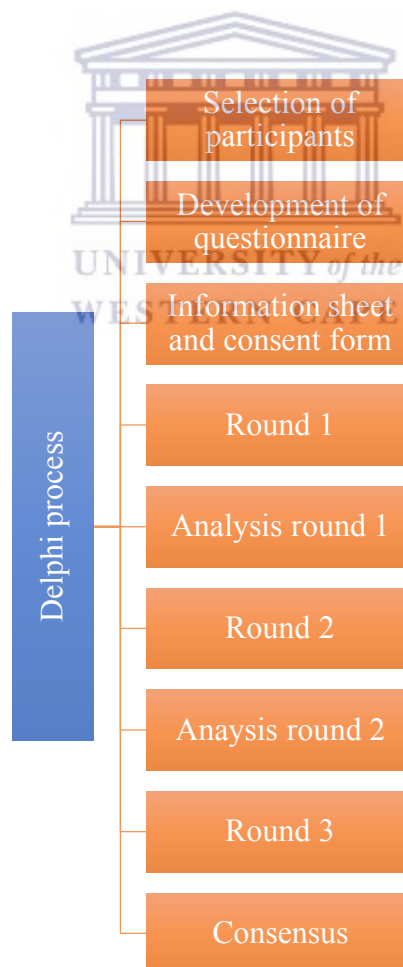 Selection of
participants
Development of
questionnaire
UNIVERSITY of the
WESTERN CAPE
Information sheet
and consent form
Delphi process
Round 1
Analysis round 1
Round 2
Anaysis round 2
Round 3
Consensus